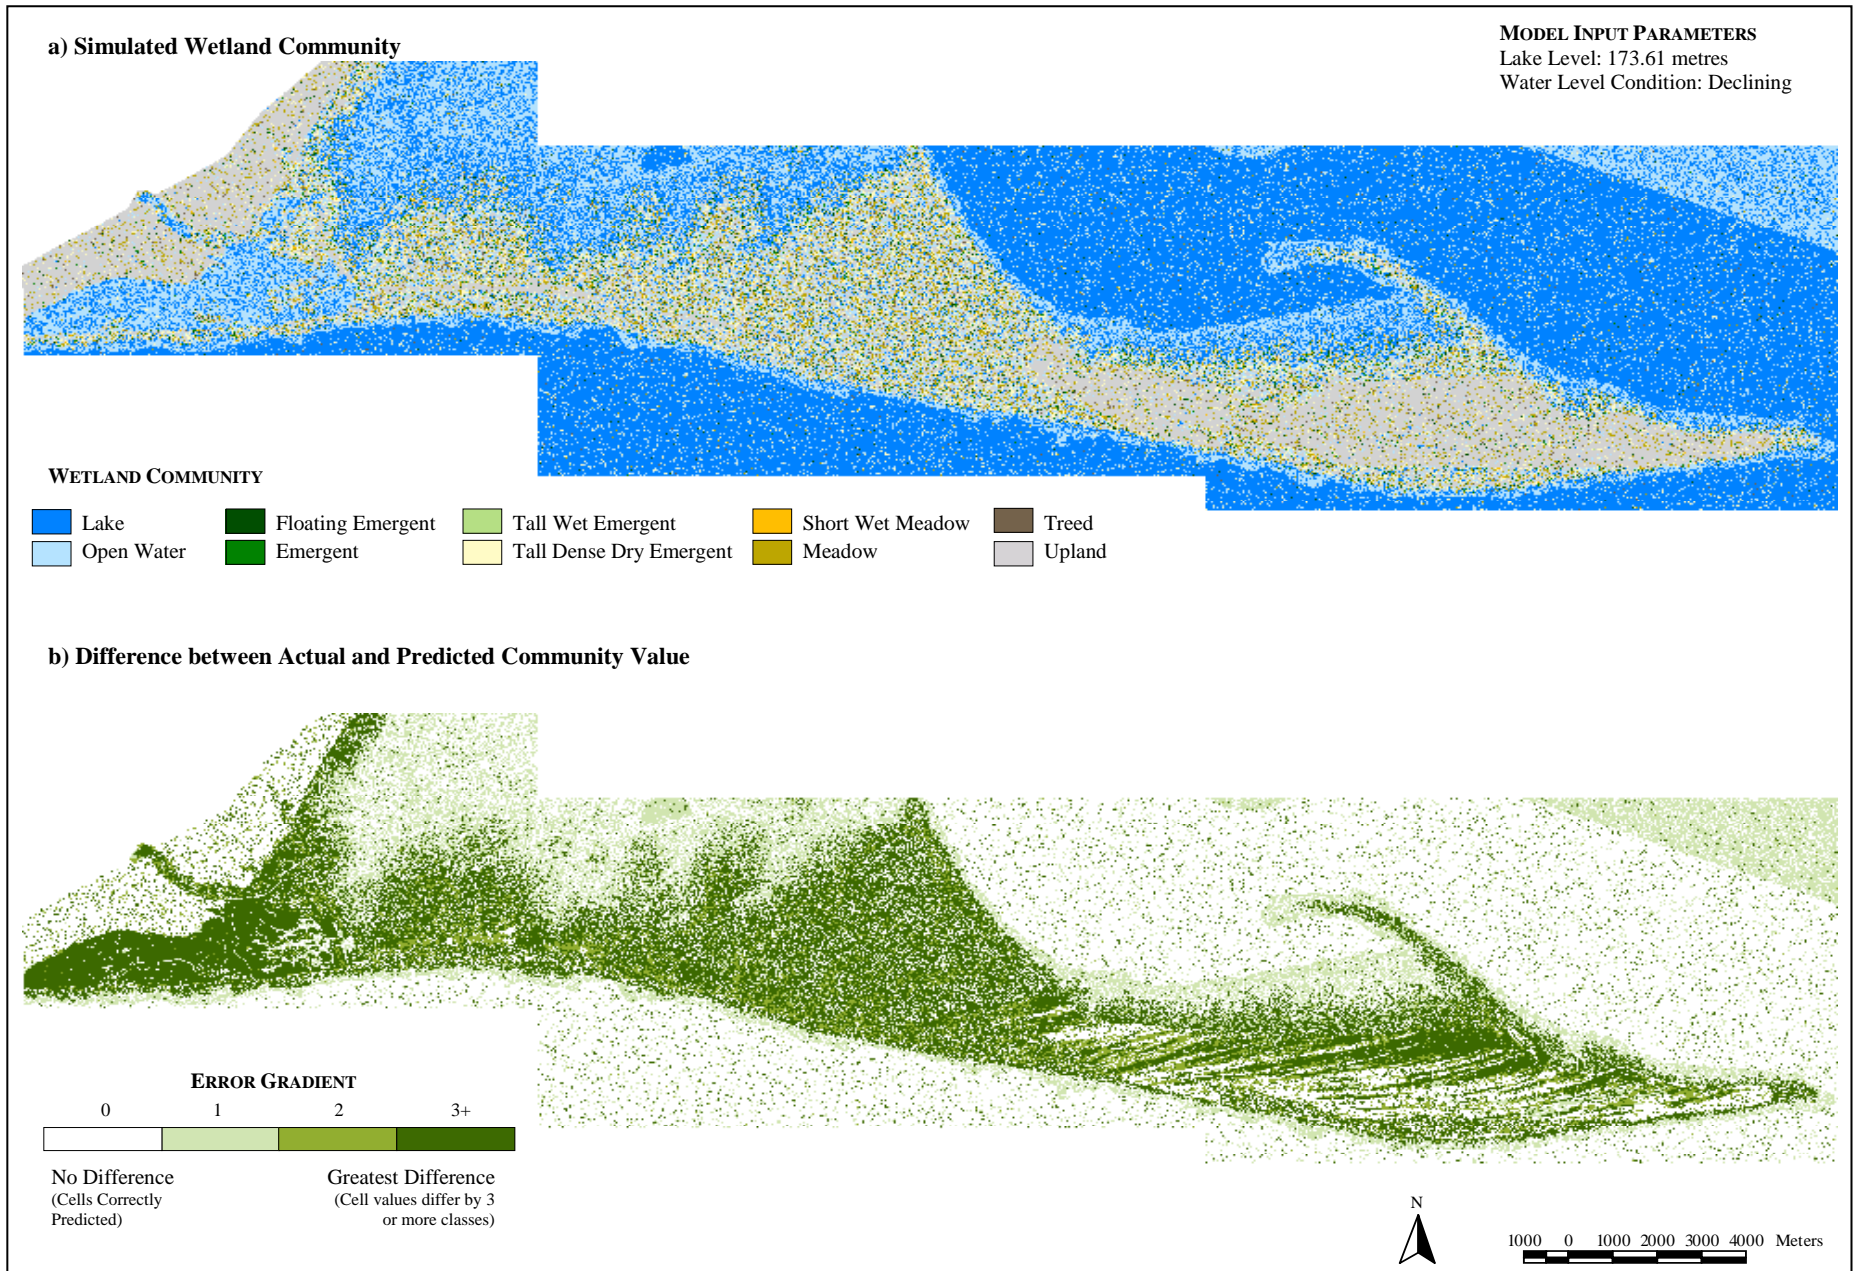 a) Simulated Wetland Community
MODEL INPUT PARAMETERS
Lake Level: 173.61 metres
Water Level Condition: Declining
WETLAND COMMUNITY
Lake
Open Water
Floating Emergent
Emergent
Tall Wet Emergent
Tall Dense Dry Emergent
Short Wet Meadow
Meadow
Treed
Upland
b) Difference between Actual and Predicted Community Value
ERROR GRADIENT
0 1 2 3+
No Difference
(Cells Correctly
Predicted)
Greatest Difference
(Cell values differ by 3
or more classes)
N
1000 0 1000 2000 3000 4000 Meters